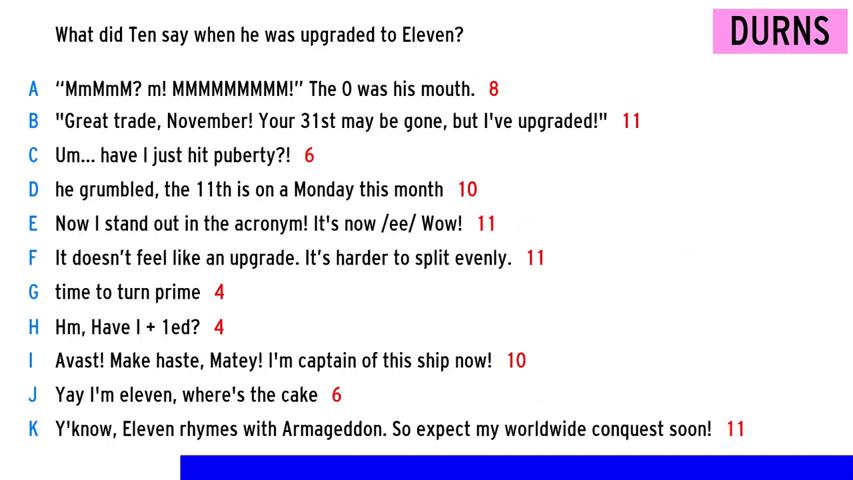 What did Ten say when he was upgraded to Eleven?
DURNS
A “MmMmM? m! MMMMMMMMM!” The O was his mouth. 8
B "Great trade, November! Your 31st may be gone, but I've upgraded!" 11
C Um... have I just hit puberty?! 6
D he grumbled, the 11th is on a Monday this month 10
E Now I stand out in the acronym! It's now /ee/ Wow! 11
F It doesn’t feel like an upgrade. It’s harder to split evenly. 11
G time to turn prime 4
H Hm, Have I + 1ed? 4
I Avast! Make haste, Matey! I'm captain of this ship now! 10
J Yay I'm eleven, where's the cake 6
K Y'know, Eleven rhymes with Armageddon. So expect my worldwide conquest soon! 11